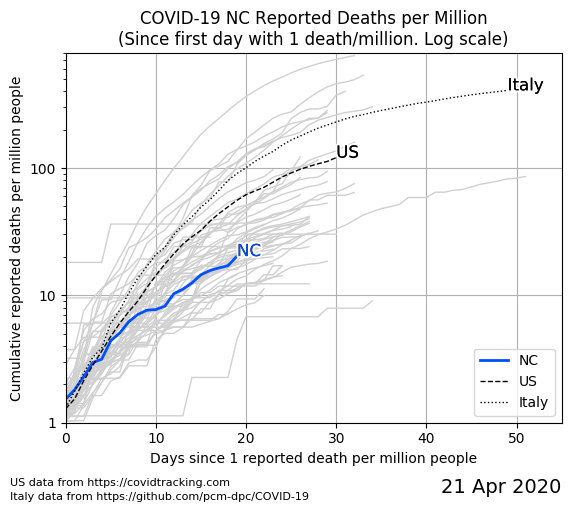 COVID-19 NC Reported Deaths per Million
(Since first day with 1 death/million. Log scale)
Cumulative reported deaths per million people
100
10
1
Italy
US
NC
NC
US
Italy
0 10 20 30 40 50
Days since 1 reported death per million people
US data from https://covidtracking.com
Italy data from https://github.com/pcm-dpc/COVID-19
21 Apr 2020